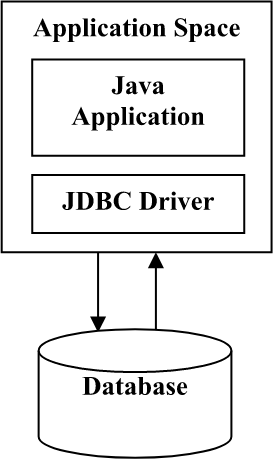 Application Space
Java
Application
JDBC Driver
Database